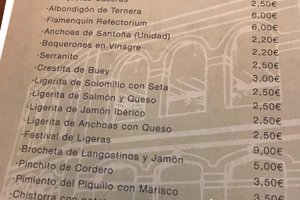 ·Albondigón de Ternera 2,50€
·Flamenquín Refectorium 6,00€
·Anchoas de Santoña (Unidad) 6,00€
·Boquerones en Vinagre 2,20€
·Serranito 2,20€
·Crestita de Buey 2,50€
·Ligerita de Solomillo con Seta 3,00€
·Ligerita de Salmón y Queso 2,50€
·Ligerita de Jamón Ibérico 2,50€
·Ligerita de Anchoas con Queso 2,50€
·Festival de Ligeras 2,50€
·Brocheta de Langostinos y Jamón 9,00€
·Pinchito de Cordero 5,00€
·Pimiento del Piquillo con Marisco 3,50€
·Chistorra con 3,50€